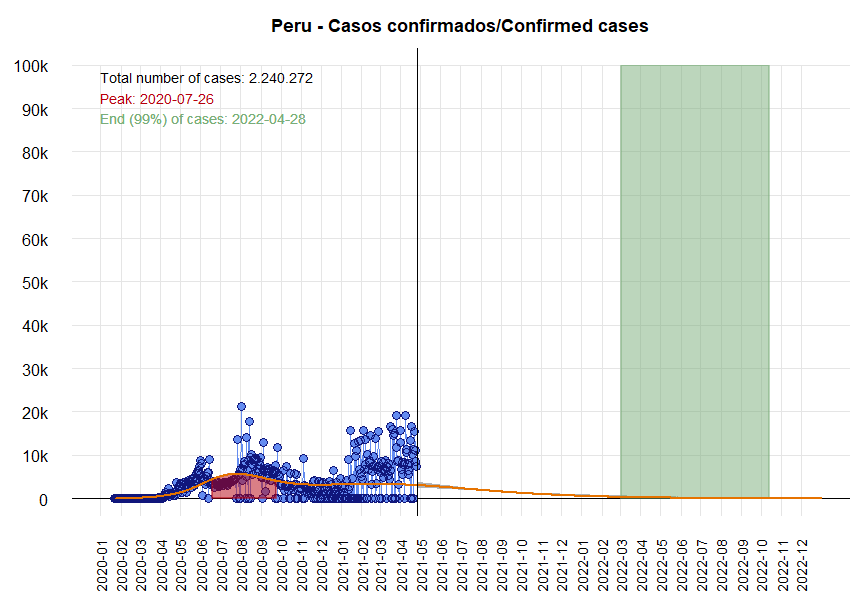 Peru - Casos confirmados/Confirmed cases
100k
90k
80k
70k
60k
50k
40k
30k
20k
10k
0
Total number of cases: 2.240.272
Peak: 2020-07-26
End (99%) of cases: 2022-04-28
2020-01
2020-02
2020-03
2020-04
2020-05
2020-06
2020-07
2020-08
2020-09
2020-10
2020-11
2020-12
2021-01
2021-02
2021-03
2021-04
2021-05
2021-06
2021-07
2021-08
2021-09
2021-10
2021-11
2021-12
2022-01
2022-02
2022-03
2022-04
2022-05
2022-06
2022-07
2022-08
2022-09
2022-10
2022-11
2022-12